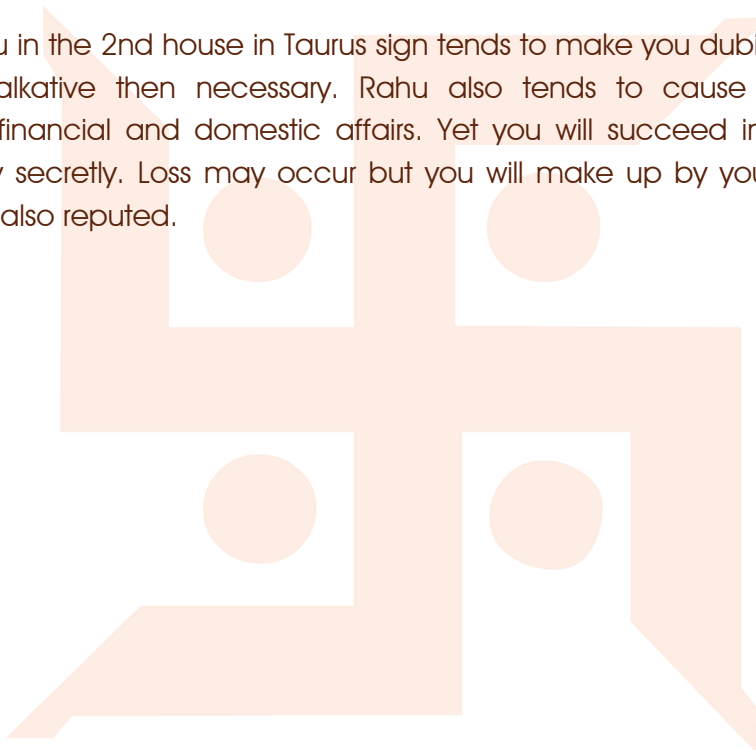 u in the 2nd house in Taurus sign tends to make you dubi
alkative then necessary. Rahu also tends to cause
financial and domestic affairs. Yet you will succeed in
y secretly. Loss may occur but you will make up by you
also reputed.